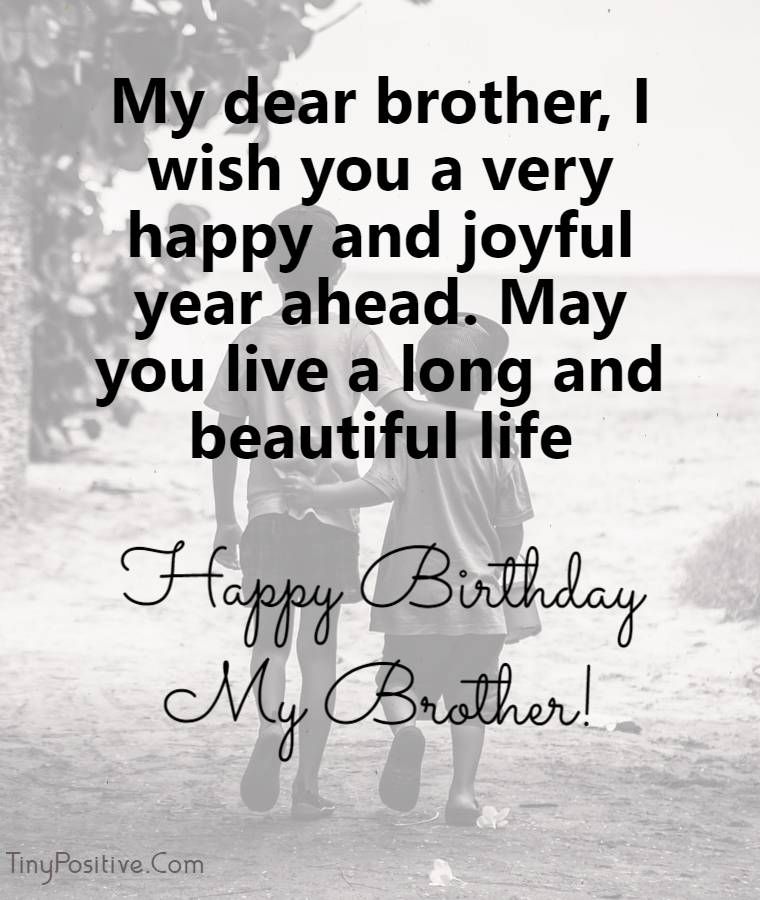 My dear brother, I
wish you a very
happy and joyful
year ahead. May
you live a long and
beautiful life
Happy Birthday
My Brother!
TinyPositive.Com